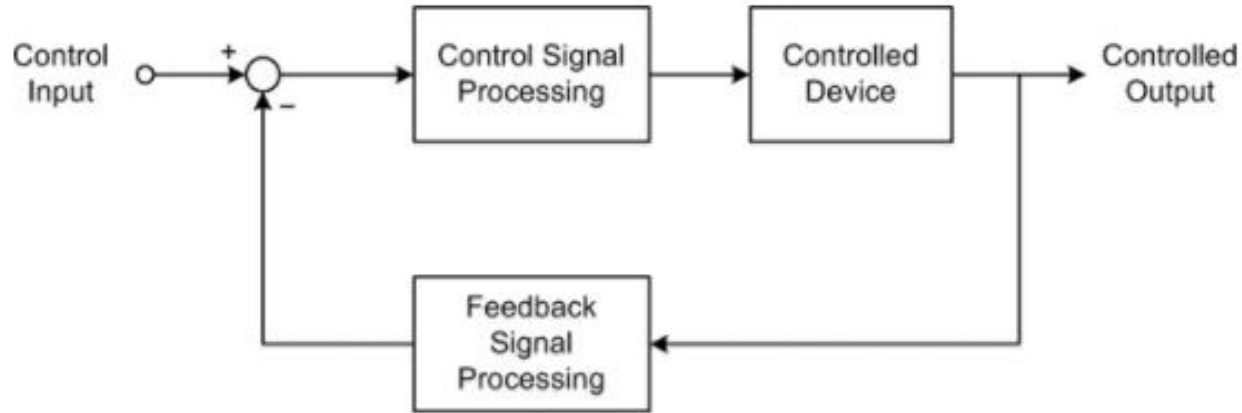 Control
Input
+
–
Control Signal
Processing
Controlled
Device
Controlled
Output
Feedback
Signal
Processing